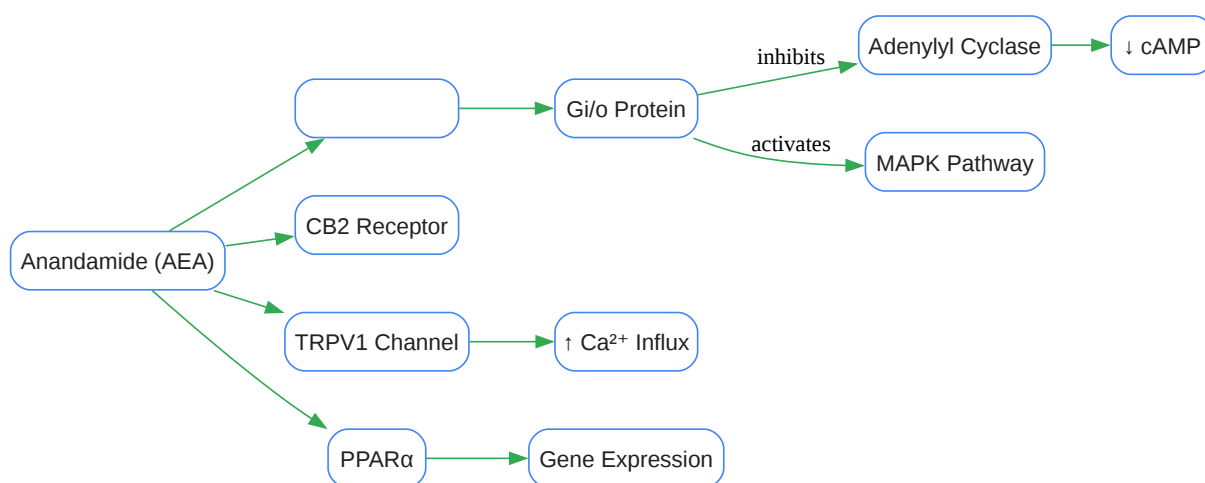 Anandamide (AEA)
Gi/o Protein
inhibits
Adenylyl Cyclase
↓ cAMP
activates
MAPK Pathway
CB2 Receptor
TRPV1 Channel
↑ Ca²⁺ Influx
PPARα
Gene Expression